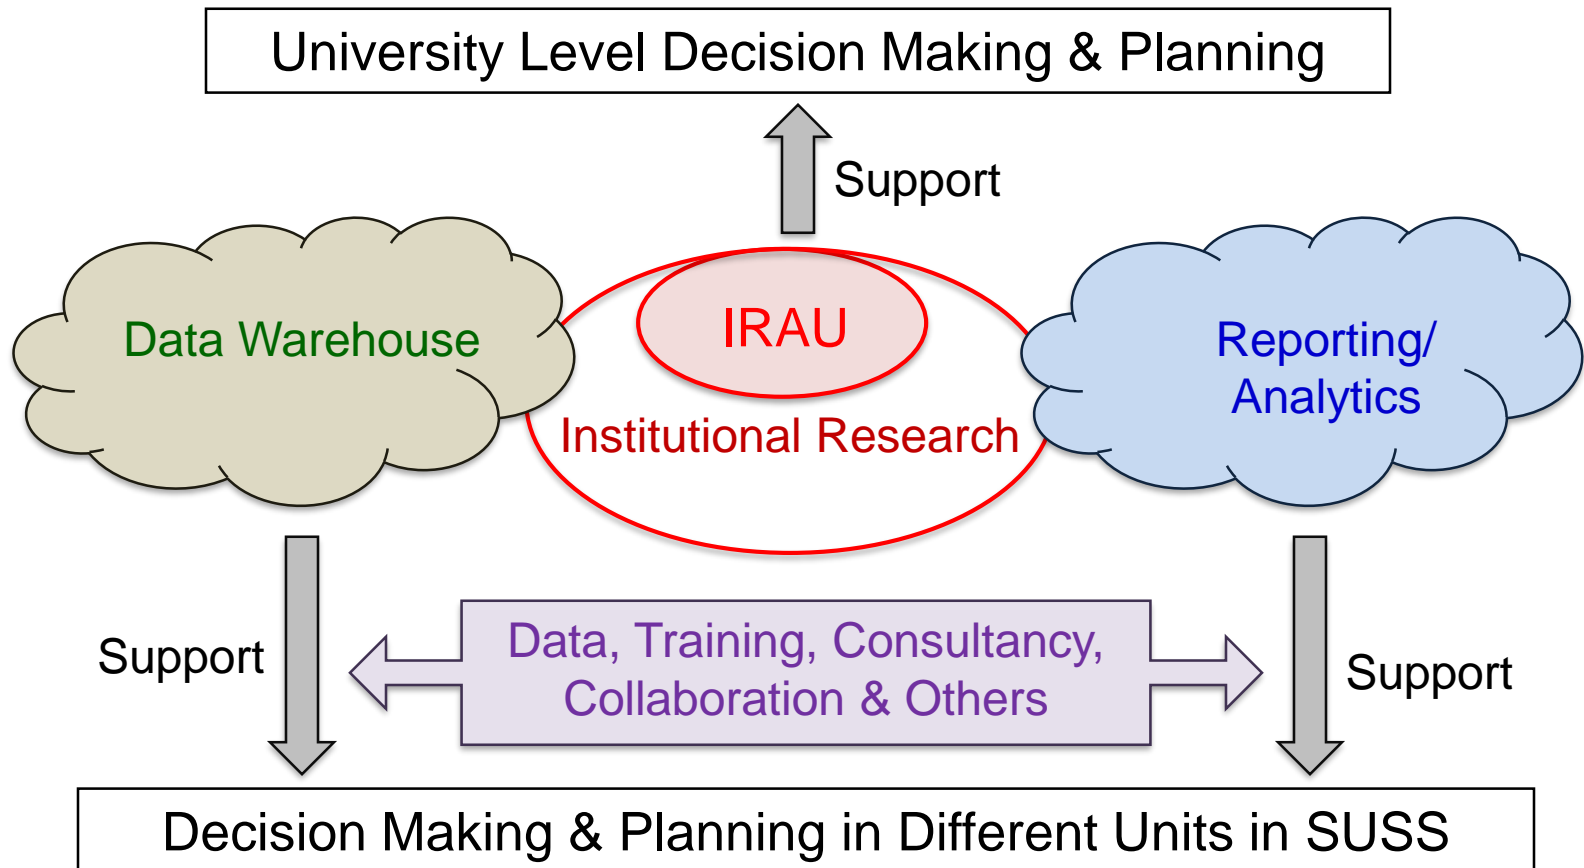 University Level Decision Making & Planning
Support
Data Warehouse
IRAU
Institutional Research
Reporting/
Analytics
Support
Data, Training, Consultancy,
Collaboration & Others
Support
Decision Making & Planning in Different Units in SUSS